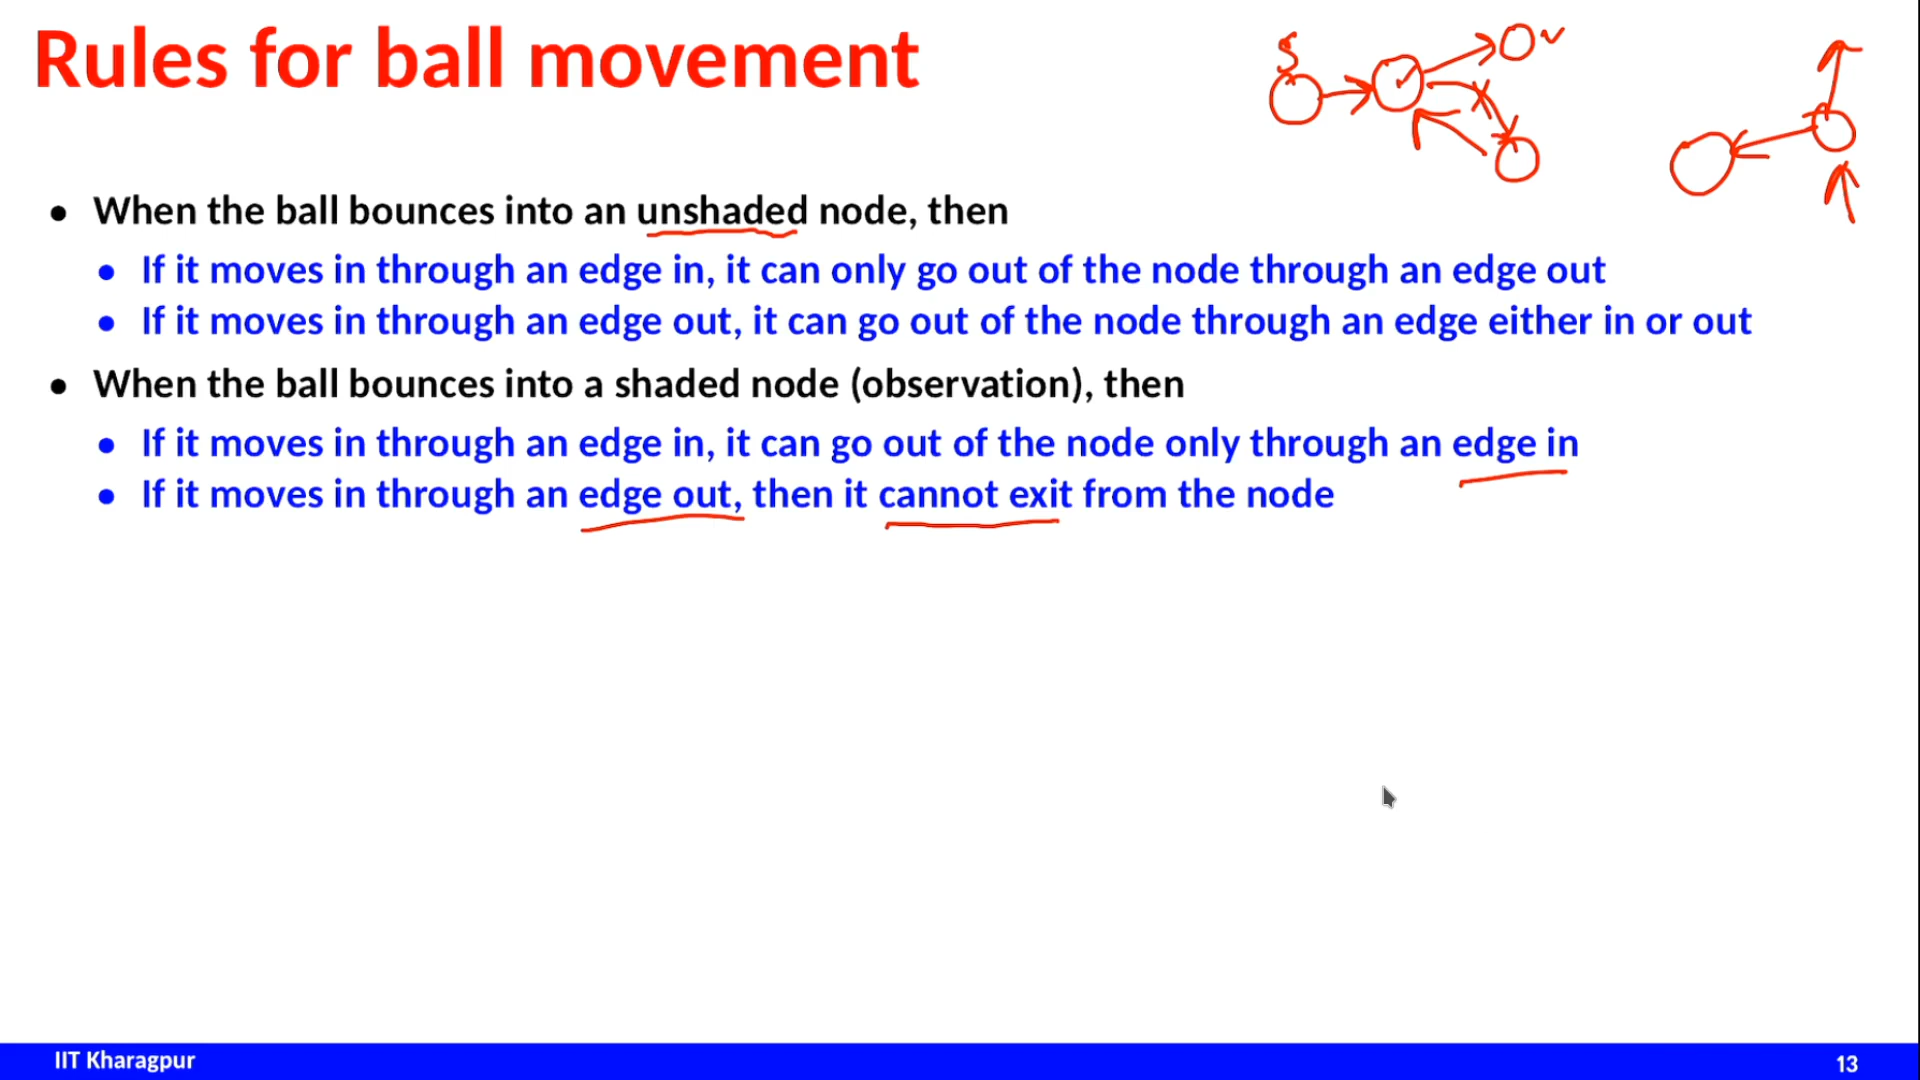 Rules for ball movement
• When the ball bounces into an unshaded node, then
• If it moves in through an edge in, it can only go out of the node through an edge out
• If it moves in through an edge out, it can go out of the node through an edge either in or out
• When the ball bounces into a shaded node (observation), then
• If it moves in through an edge in, it can go out of the node only through an edge in
• If it moves in through an edge out, then it cannot exit from the node
IIT Kharagpur
13